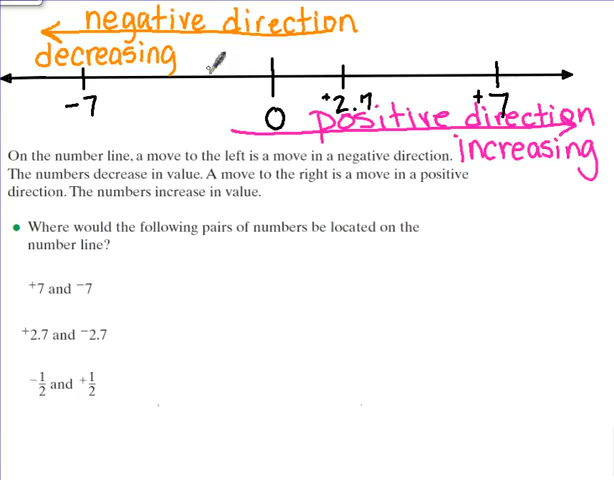 negative direction
decreasing
-7
0
+2.7
+7
positive direction
increasing
On the number line, a move to the left is a move in a negative direction.
The numbers decrease in value. A move to the right is a move in a positive
direction. The numbers increase in value.
• Where would the following pairs of numbers be located on the
number line?
⁺7 and ⁻7
⁺2.7 and ⁻2.7
⁻1/2 and ⁺1/2